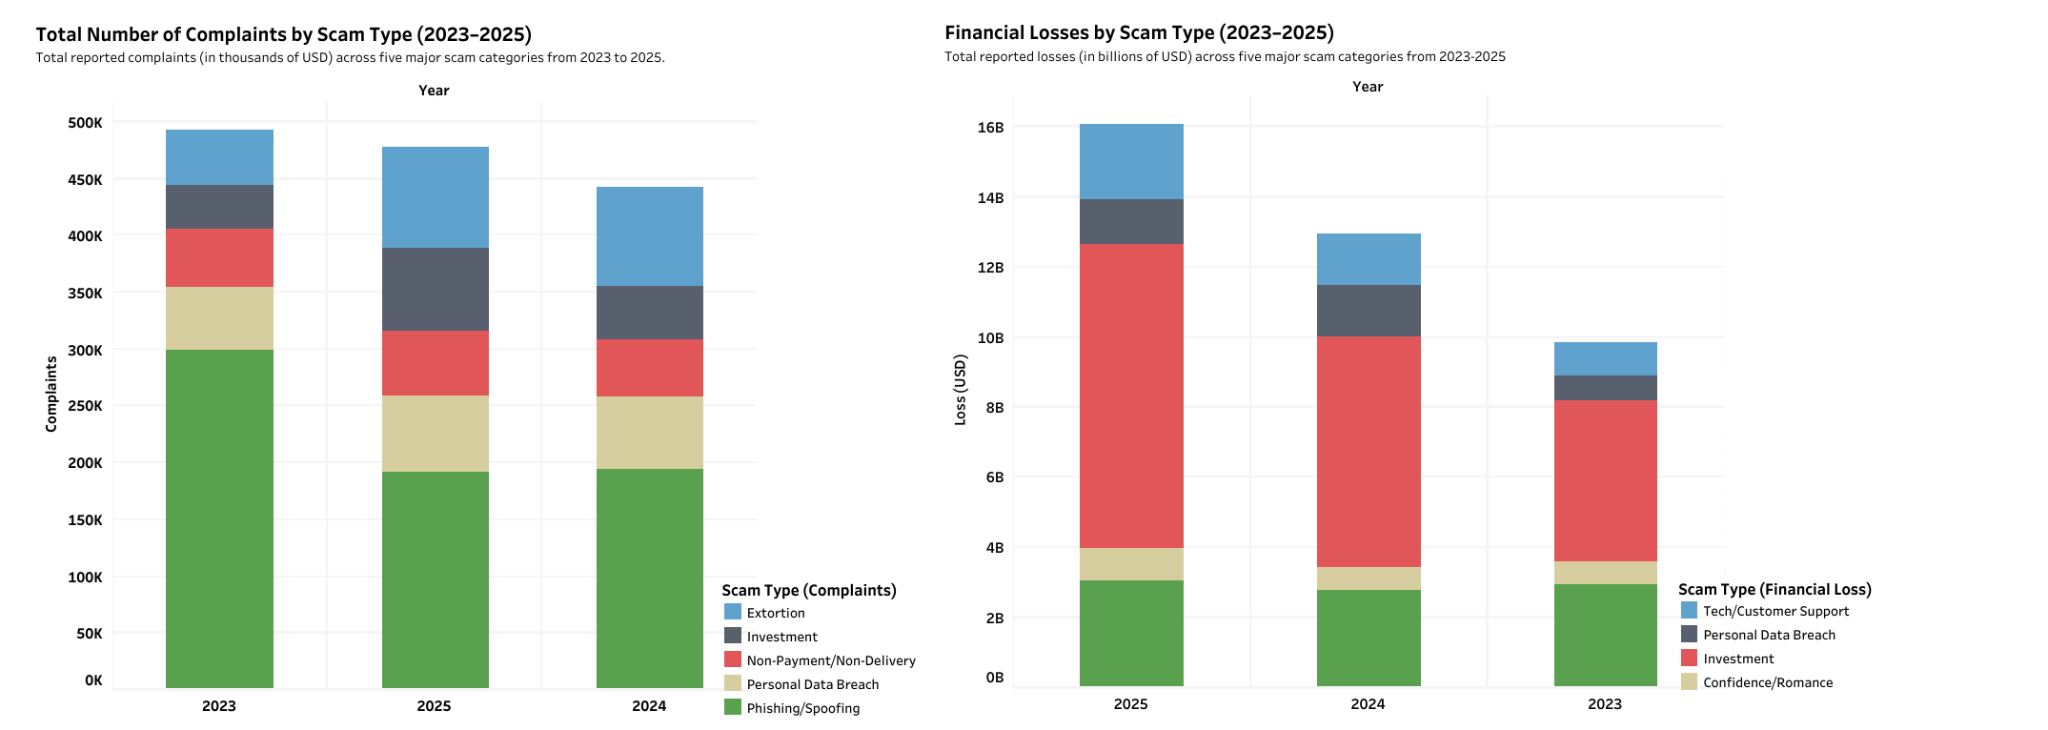 Total Number of Complaints by Scam Type (2023–2025)
Total reported complaints (in thousands of USD) across five major scam categories from 2023 to 2025.
Year
500K
450K
400K
350K
300K
250K
200K
150K
100K
50K
0K
Complaints
2023
2025
2024
Scam Type (Complaints)
Extortion
Investment
Non-Payment/Non-Delivery
Personal Data Breach
Phishing/Spoofing
Financial Losses by Scam Type (2023–2025)
Total reported losses (in billions of USD) across five major scam categories from 2023-2025
Year
16B
14B
12B
10B
8B
6B
4B
2B
0B
Loss (USD)
2025
2024
2023
Scam Type (Financial Loss)
Tech/Customer Support
Personal Data Breach
Investment
Confidence/Romance